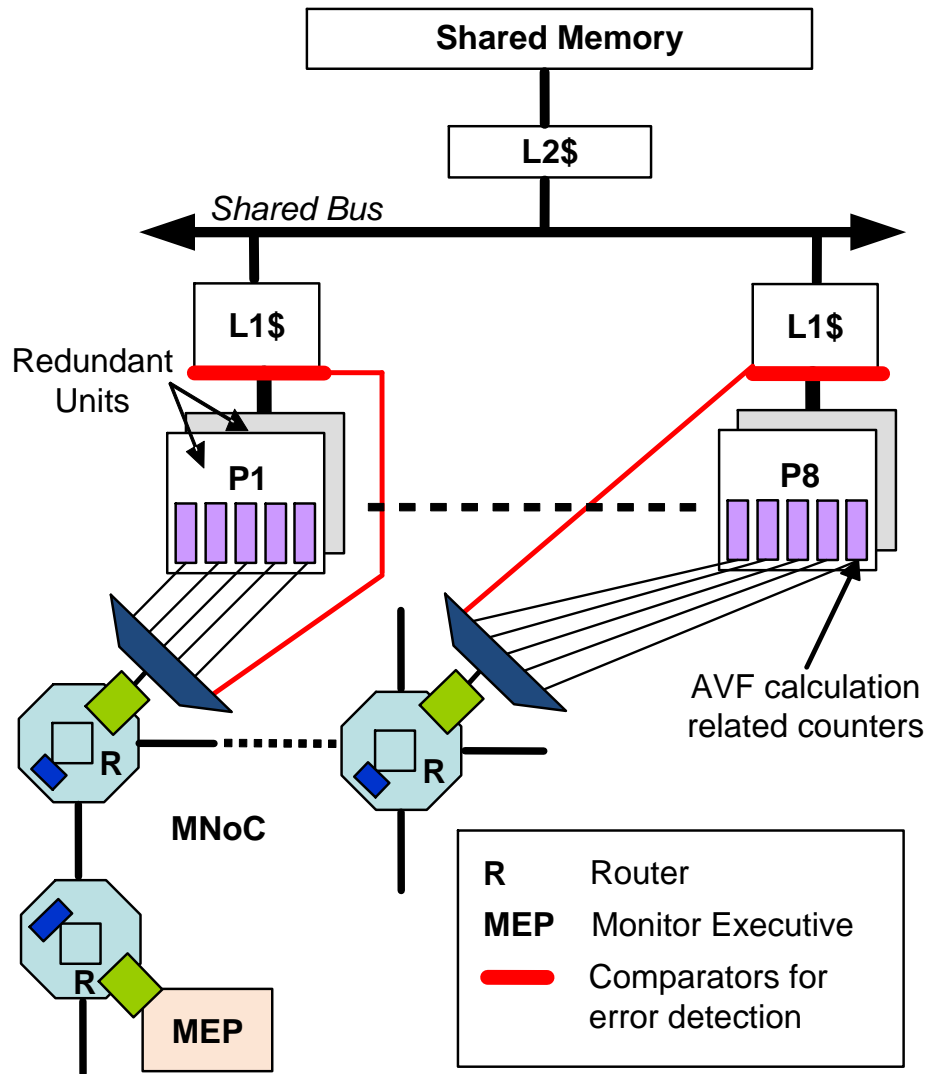 Shared Memory
L2$
Shared Bus
L1$
L1$
Redundant
Units
P1
P8
AVF calculation
related counters
R
R
MNoC
R
MEP
R Router
MEP Monitor Executive
Comparators for
error detection